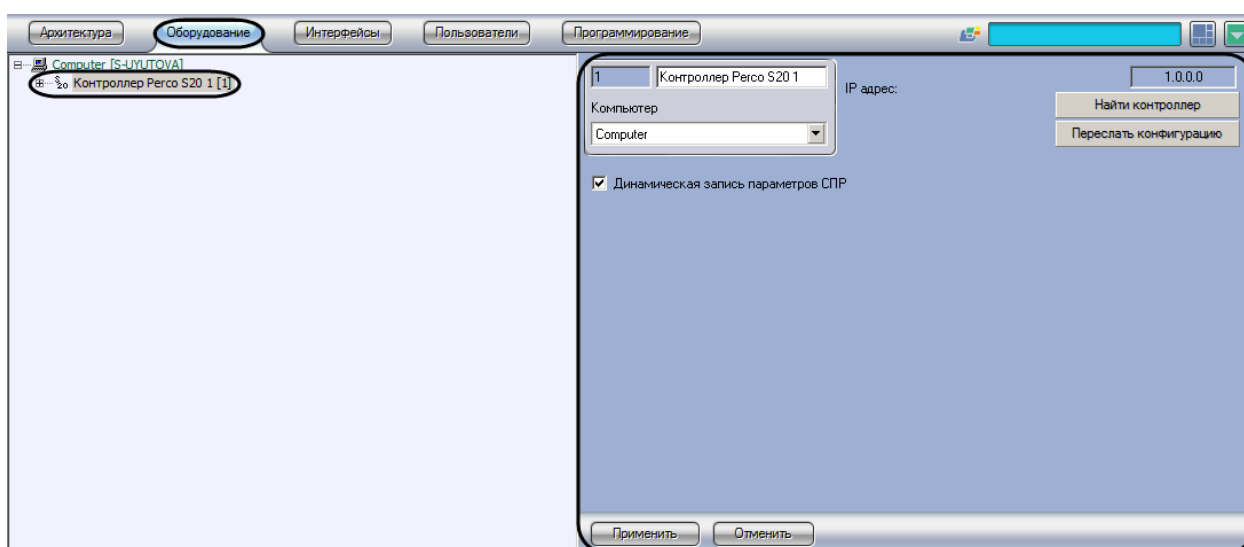 Архитектура Оборудование Интерфейсы Пользователи Программирование
Computer [S-UYUTOVA]
Контроллер Perco S20 1 [1]
1 Контроллер Perco S20 1
IP адрес: 1.0.0.0
Компьютер
Найти контроллер
Computer
Переслать конфигурацию
Динамическая запись параметров СПР
Применить Отменить